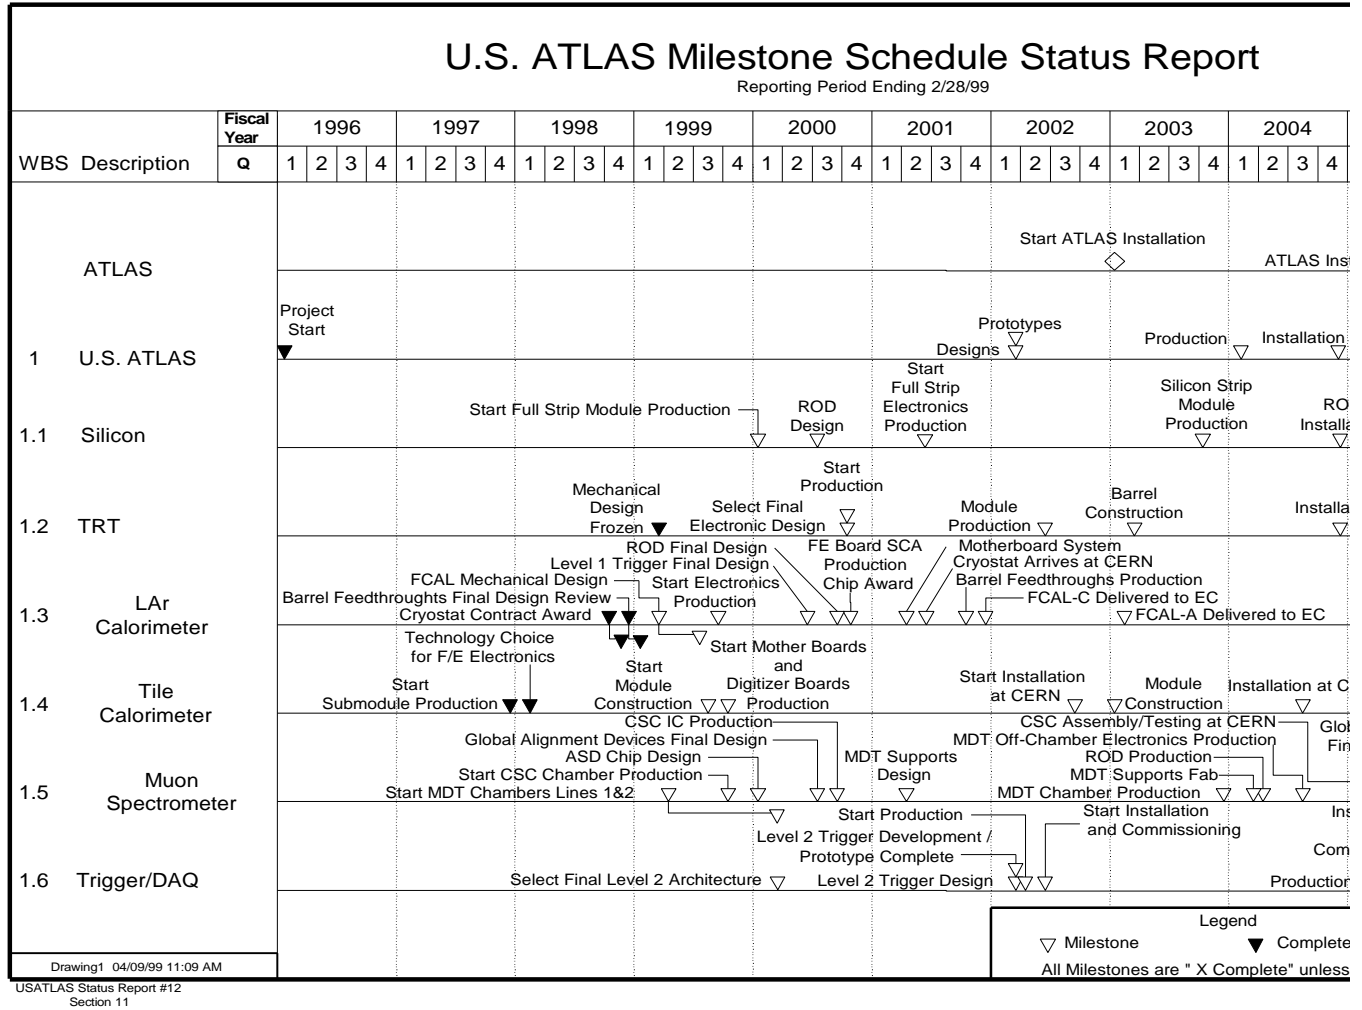 U.S. ATLAS Milestone Schedule Status Report
Reporting Period Ending 2/28/99
Fiscal
Year
1996 1997 1998 1999 2000 2001 2002 2003 2004
WBS Description Q 1 2 3 4 1 2 3 4 1 2 3 4 1 2 3 4 1 2 3 4 1 2 3 4 1 2 3 4 1 2 3 4 1 2 3 4
ATLAS
Start ATLAS Installation
ATLAS Inst
1 U.S. ATLAS
Project
Start
Prototypes
Designs
Production
Installation
1.1 Silicon
Start Full Strip Module Production
ROD
Design
Start
Full Strip
Electronics
Production
Silicon Strip
Module
Production
RO
Installa
1.2 TRT
Mechanical
Design
Frozen
Select Final
Electronic Design
Start
Production
Module
Production
Barrel
Construction
Installa
1.3 LAr
Calorimeter
ROD Final Design
Level 1 Trigger Final Design
FCAL Mechanical Design
Barrel Feedthroughts Final Design Review
Cryostat Contract Award
Start Electronics
Production
FE Board SCA
Production
Chip Award
Motherboard System
Cryostat Arrives at CERN
Barrel Feedthroughs Production
FCAL-C Delivered to EC
FCAL-A Delivered to EC
1.4 Tile
Calorimeter
Technology Choice
for F/E Electronics
Start
Submodule Production
Start
Module
Construction
Start Mother Boards
and
Digitizer Boards
Production
Start Installation
at CERN
Module
Construction
Installation at C
1.5 Muon
Spectrometer
CSC IC Production
Global Alignment Devices Final Design
ASD Chip Design
Start CSC Chamber Production
Start MDT Chambers Lines 1&2
MDT Supports
Design
CSC Assembly/Testing at CERN
MDT Off-Chamber Electronics Production
ROD Production
MDT Supports Fab
MDT Chamber Production
Glob
Fin
1.6 Trigger/DAQ
Start Production
Level 2 Trigger Development /
Prototype Complete
Select Final Level 2 Architecture
Level 2 Trigger Design
Start Installation
and Commissioning
Ins
Com
Production
Legend
Milestone
Complete
All Milestones are " X Complete" unless
Drawing1 04/09/99 11:09 AM
USATLAS Status Report #12
Section 11